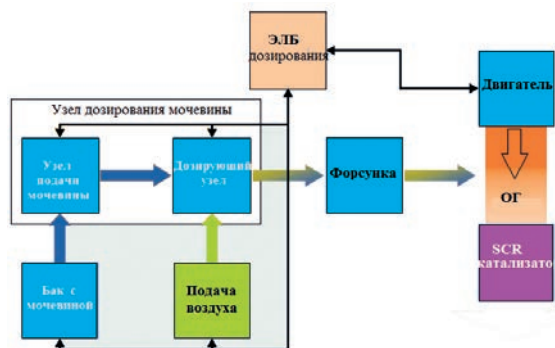 ЭЛБ
дозирования
Двигатель
Узел дозирования мочевины
Узел
подачи
мочевины
Дозирующий
узел
Форсунка
ОГ
SCR
катализато
Бак с
мочевиной
Подача
воздуха